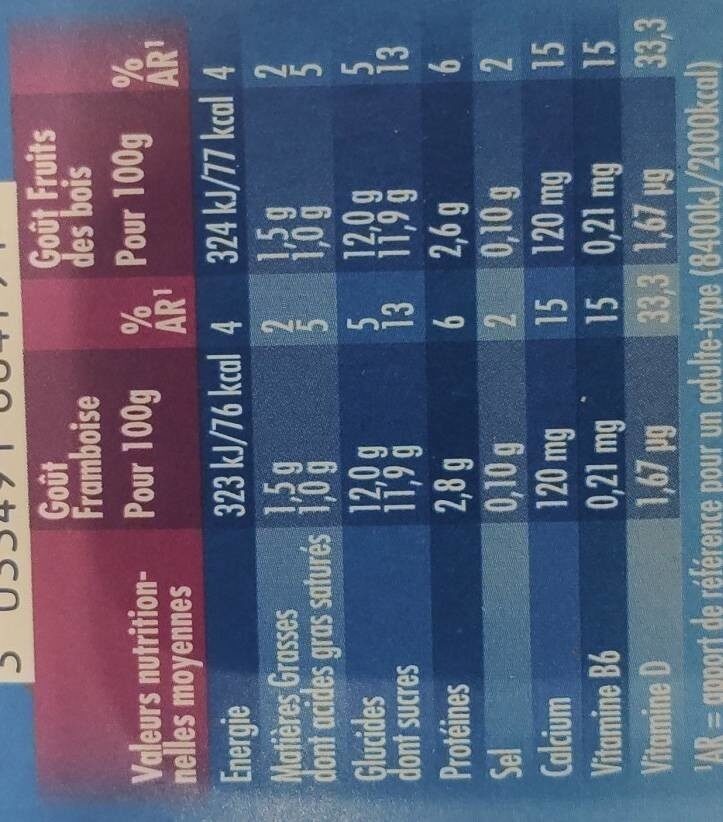 Goût Framboise Goût Fruits des bois
Valeurs nutrition-nelles moyennes Pour 100g % AR¹ Pour 100g % AR¹
Energie 323 kJ/76 kcal 4 324 kJ/77 kcal 4
Matières Grasses 1,5 g 2 1,5 g 2
dont acides gras saturés 1,0 g 5 1,0 g 5
Glucides 12,0 g 5 12,0 g 5
dont sucres 11,9 g 13 11,9 g 13
Protéines 2,8 g 6 2,6 g 6
Sel 0,10 g 2 0,10 g 2
Calcium 120 mg 15 120 mg 15
Vitamine B6 0,21 mg 15 0,21 mg 15
Vitamine D 1,67 µg 33,3 1,67 µg 33,3
¹AR = apport de référence pour un adulte-type (8400kJ/2000kcal)